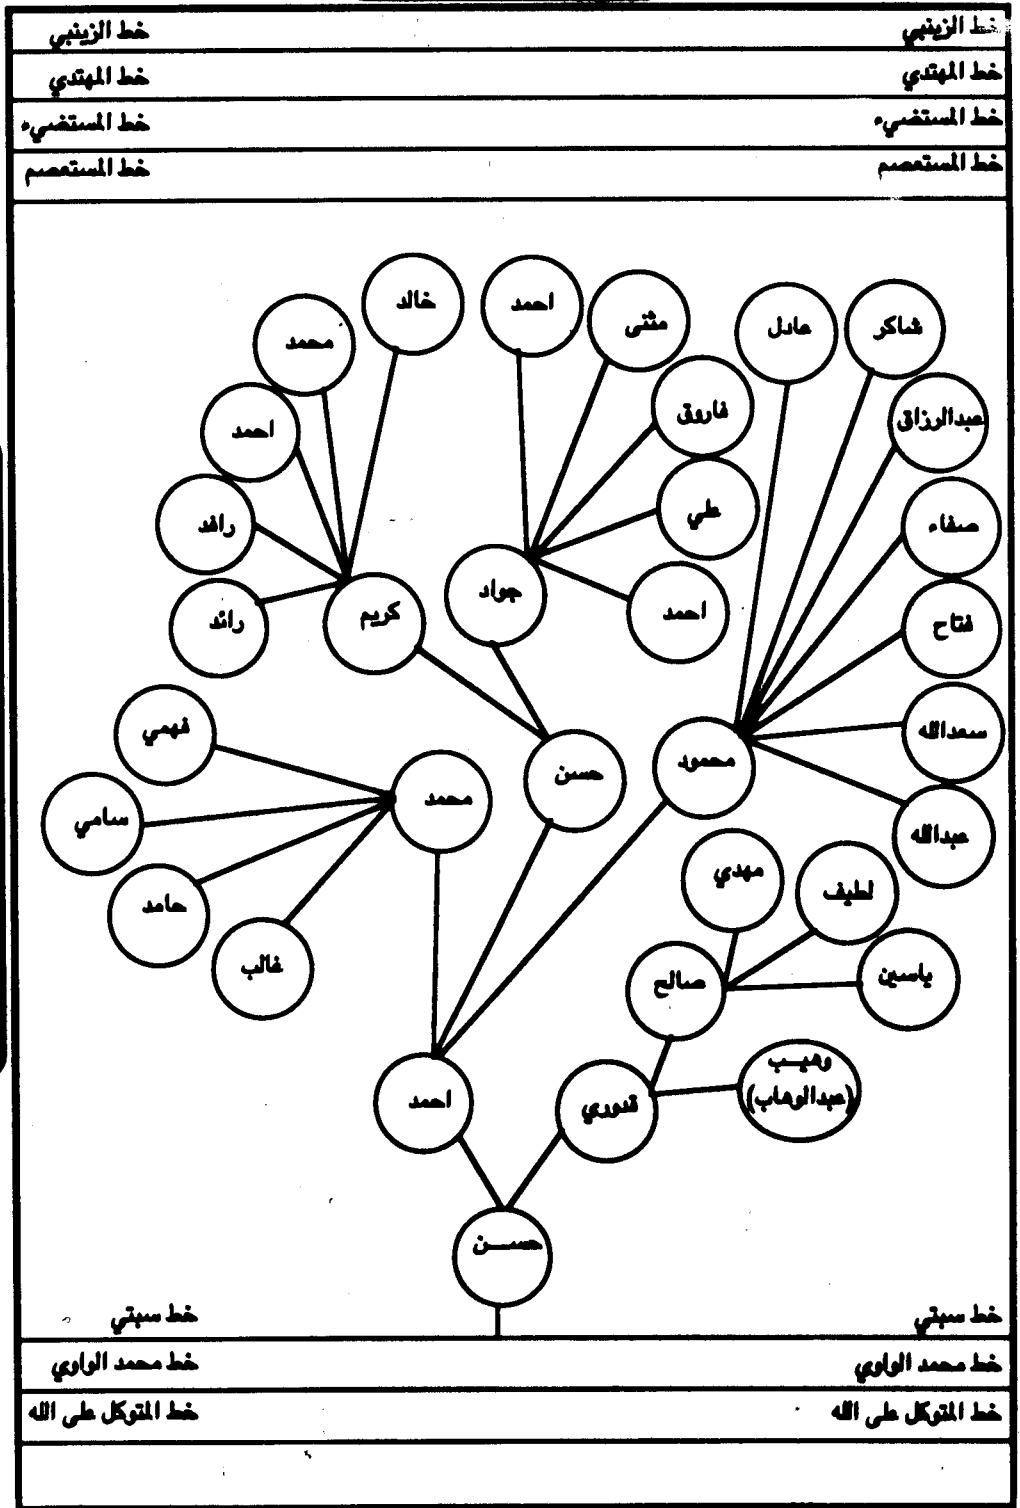 خط الزينبي خط الزينبي
خط المهتدي خط المهتدي
خط المستضيء خط المستضيء
خط المستعصم خط المستعصم
شاكر
عادل
مثنى
احمد
خالد
محمد
عبدالرزاق
فاروق
احمد
صفاء
علي
رافد
فتاح
احمد
جواد
كريم
رائد
سعدالله
محمود
حسن
محمد
فهمي
سامي
عبدالله
لطيف
مهدي
حامد
ياسين
صالح
غالب
وهيب
(عبدالوهاب)
قدوري
احمد
حســن
خط سبتي خط سبتي
خط محمد الواوي خط محمد الواوي
خط المتوكل على الله خط المتوكل على الله